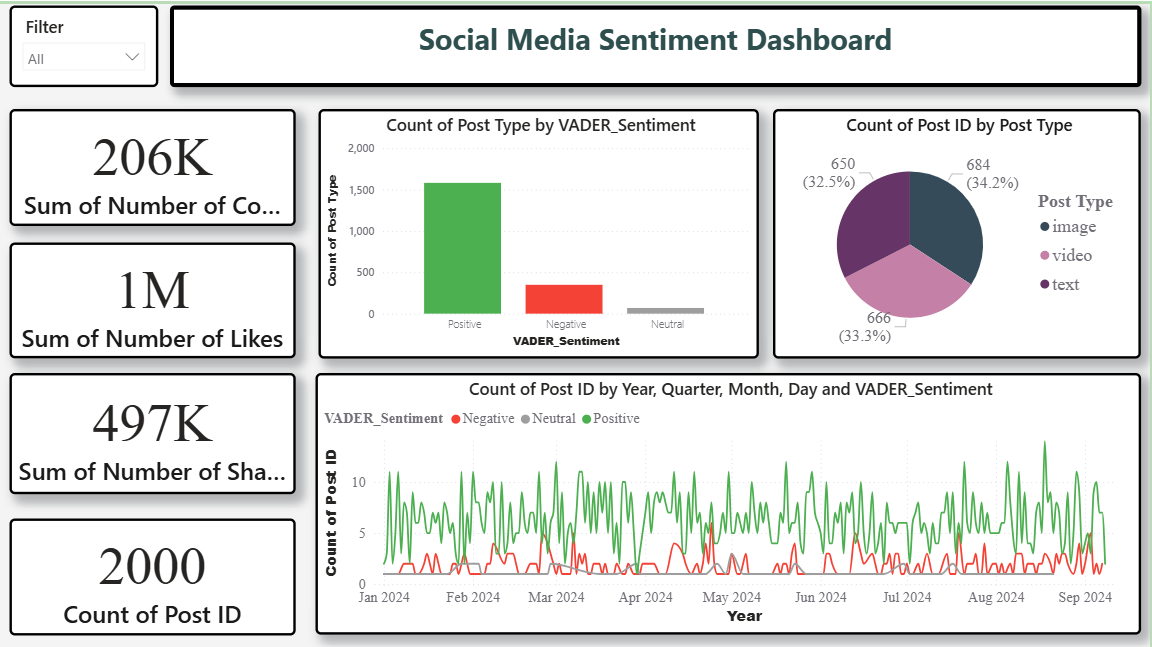 Filter
All
Social Media Sentiment Dashboard
206K
Sum of Number of Co...
1M
Sum of Number of Likes
497K
Sum of Number of Sha...
2000
Count of Post ID
Count of Post Type by VADER_Sentiment
Count of Post Type
2,000
1,500
1,000
500
0
Positive
Negative
Neutral
VADER_Sentiment
Count of Post ID by Post Type
650
(32.5%)
684
(34.2%)
666
(33.3%)
Post Type
image
video
text
Count of Post ID by Year, Quarter, Month, Day and VADER_Sentiment
VADER_Sentiment Negative Neutral Positive
Count of Post ID
10
5
0
Jan 2024 Feb 2024 Mar 2024 Apr 2024 May 2024 Jun 2024 Jul 2024 Aug 2024 Sep 2024
Year